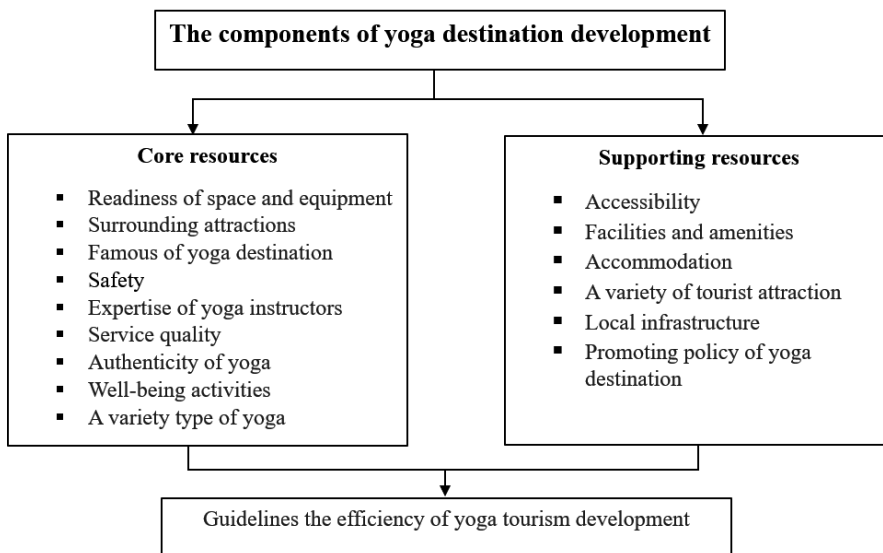 The components of yoga destination development
Core resources
▪ Readiness of space and equipment
▪ Surrounding attractions
▪ Famous of yoga destination
▪ Safety
▪ Expertise of yoga instructors
▪ Service quality
▪ Authenticity of yoga
▪ Well-being activities
▪ A variety type of yoga
Supporting resources
▪ Accessibility
▪ Facilities and amenities
▪ Accommodation
▪ A variety of tourist attraction
▪ Local infrastructure
▪ Promoting policy of yoga
destination
Guidelines the efficiency of yoga tourism development